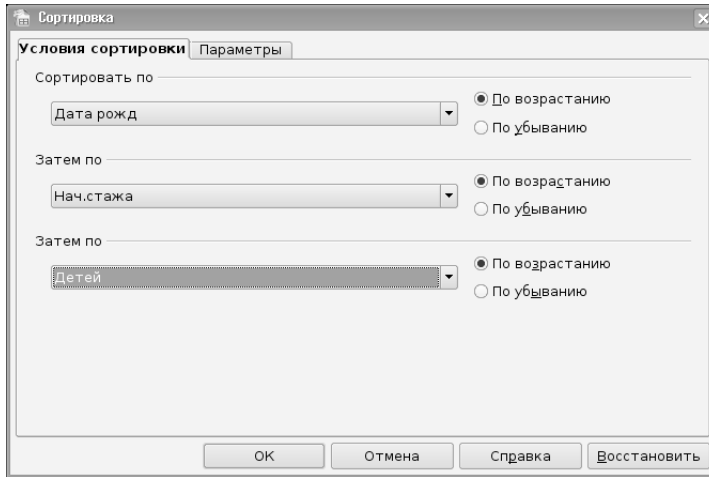 Сортировка
Условия сортировки Параметры
Сортировать по
Дата рожд
По возрастанию
По убыванию
Затем по
Нач.стажа
По возрастанию
По убыванию
Затем по
Детей
По возрастанию
По убыванию
OK Отмена Справка Восстановить